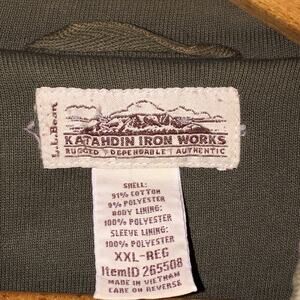 L.L.Bean
KATAHDIN IRON WORKS
RUGGED DEPENDABLE AUTHENTIC
SHELL:
91% COTTON
9% POLYESTER
BODY LINING:
100% POLYESTER
SLEEVE LINING:
100% POLYESTER
XXL-REG
ItemID 265508
MADE IN VIETNAM
CARE ON REVERSE